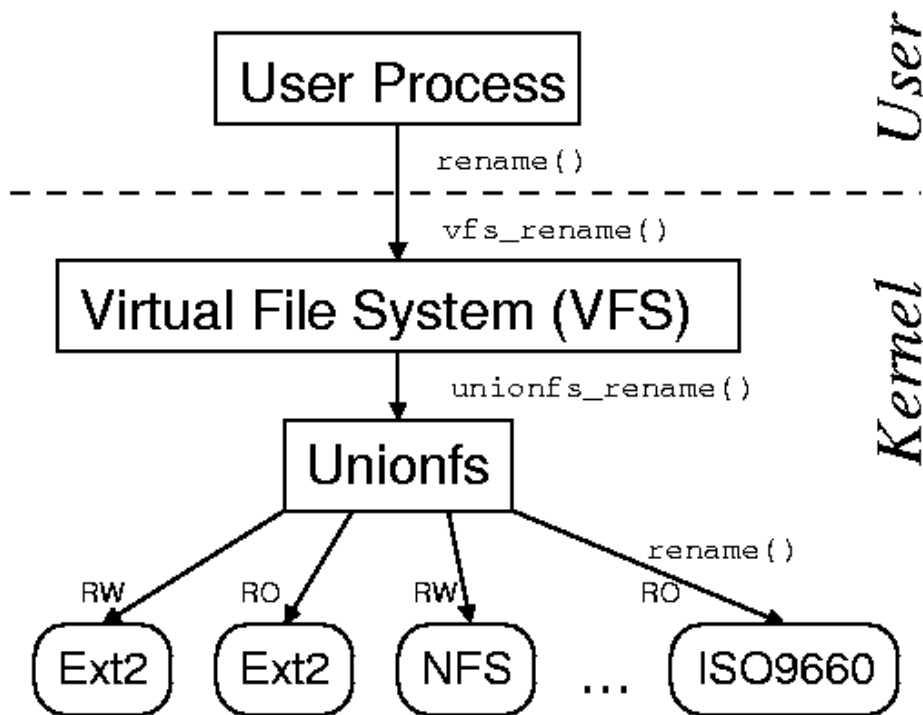 User Process
User
rename()
vfs_rename()
Virtual File System (VFS)
Kernel
unionfs_rename()
Unionfs
rename()
RW
RO
RW
RO
Ext2
Ext2
NFS
...
ISO9660